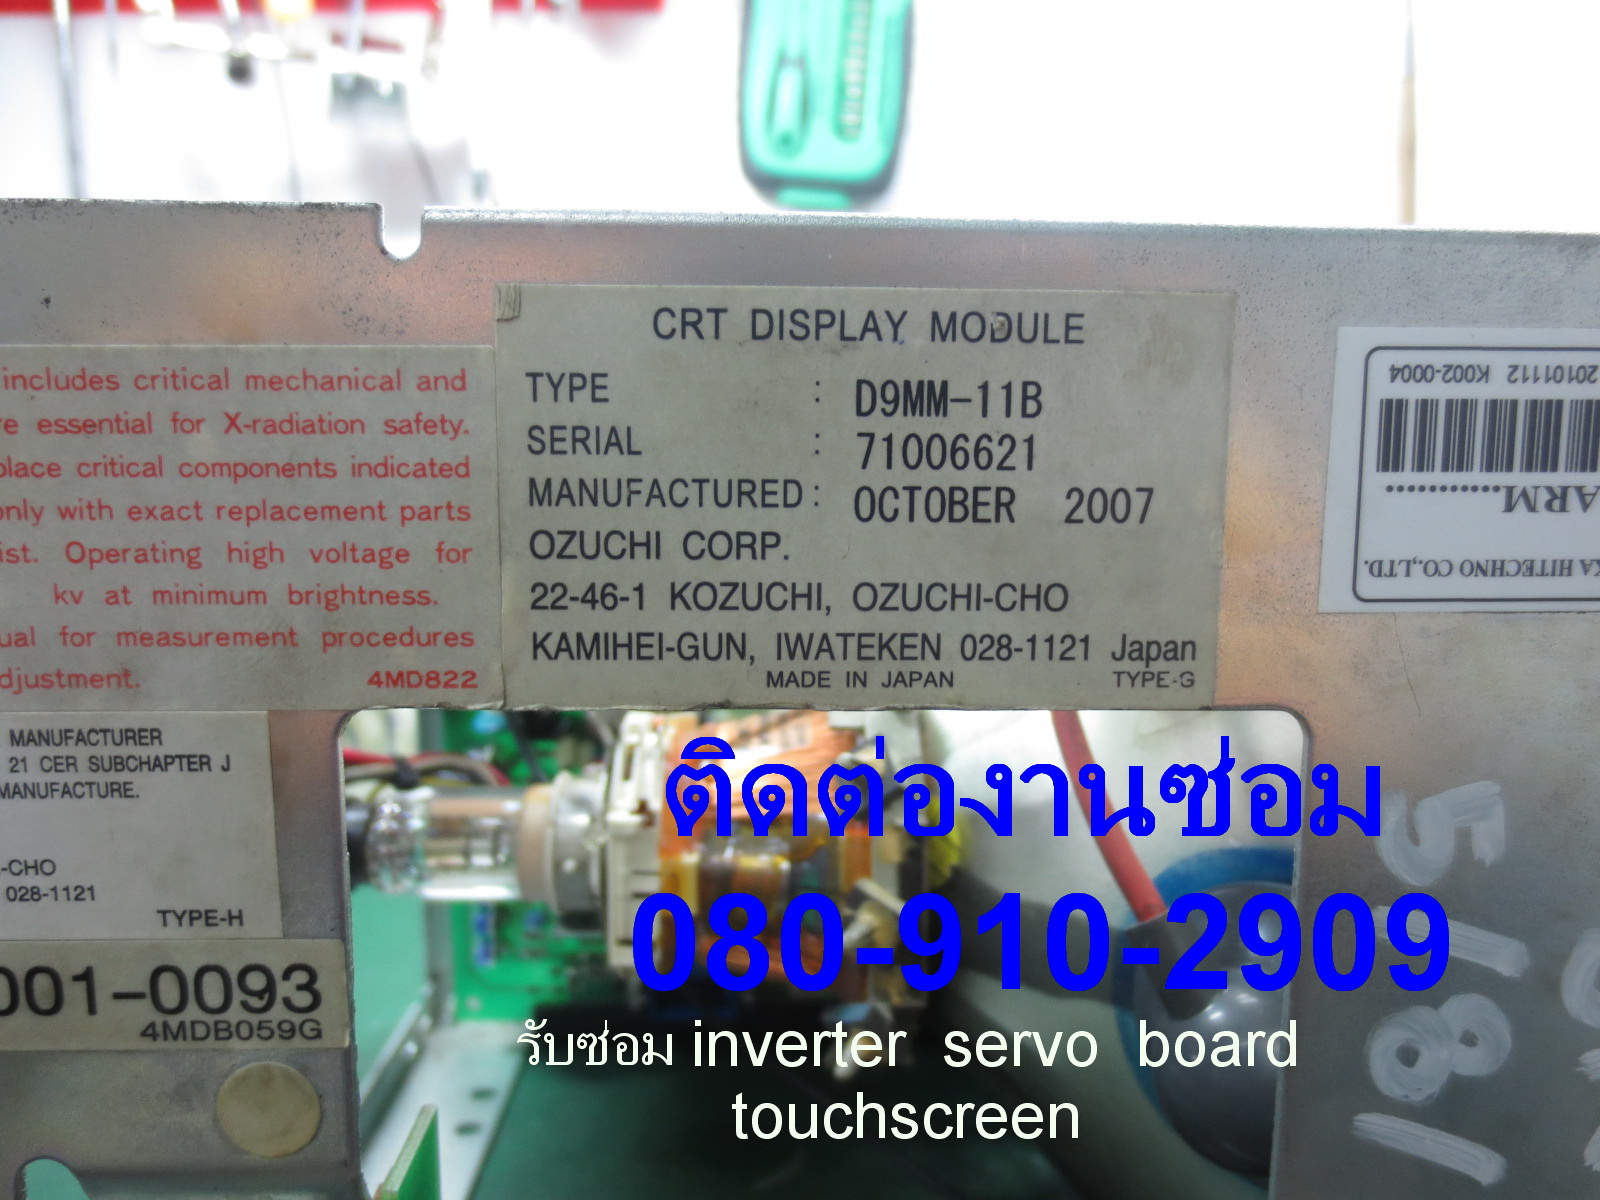 CRT DISPLAY MODULE
TYPE : D9MM-11B
SERIAL : 71006621
MANUFACTURED : OCTOBER 2007
OZUCHI CORP.
22-46-1 KOZUCHI, OZUCHI-CHO
KAMIHEI-GUN, IWATEKEN 028-1121 Japan
MADE IN JAPAN TYPE-G
includes critical mechanical and
re essential for X-radiation safety.
place critical components indicated
only with exact replacement parts
ist. Operating high voltage for
kv at minimum brightness.
ual for measurement procedures
djustment. 4MD822
MANUFACTURER
21 CER SUBCHAPTER J
MANUFACTURE.
-CHO
028-1121
TYPE-H
001-0093
4MDB059G
20101112 K002-0004
ARM..............
KA HITECHNO CO.,LTD.
ติดต่องานซ่อม
080-910-2909
รับซ่อม inverter servo board
touchscreen
5/8/